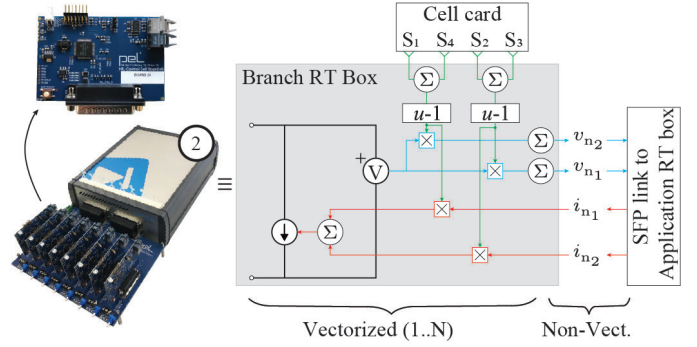 Cell card
S1 S4 S2 S3
Branch RT Box
Σ Σ
u-1 u-1
2
≡
+
V
Σ
Σ
Σ
vn2
vn1
in1
in2
SFP link to
Application RT box
Vectorized (1..N)
Non-Vect.
pel